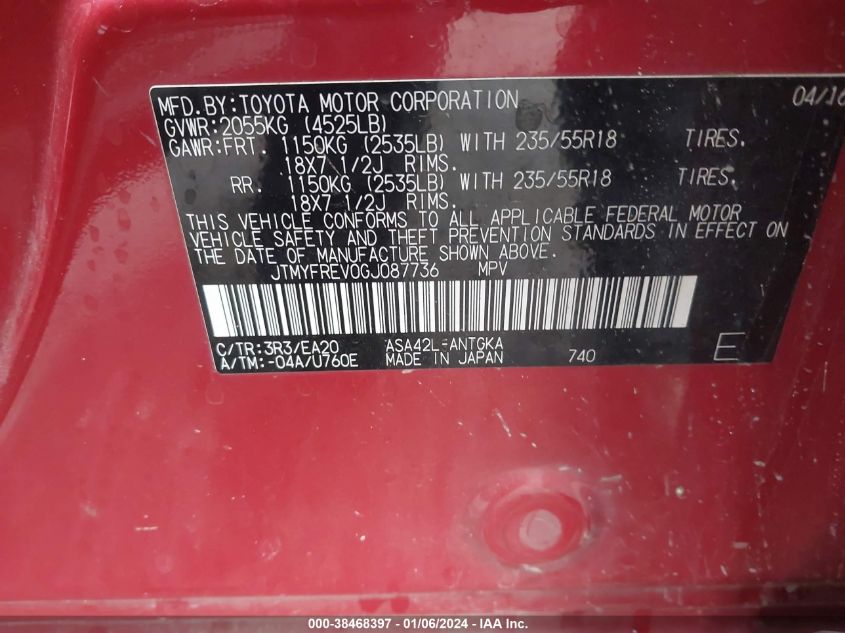 MFD.BY:TOYOTA MOTOR CORPORATION 04/16
GVWR:2055KG (4525LB)
GAWR:FRT. 1150KG (2535LB) WITH 235/55R18 TIRES.
18X7 1/2J RIMS.
RR. 1150KG (2535LB) WITH 235/55R18 TIRES,
18X7 1/2J RIMS.
THIS VEHICLE CONFORMS TO ALL APPLICABLE FEDERAL MOTOR
VEHICLE SAFETY AND THEFT PREVENTION STANDARDS IN EFFECT ON
THE DATE OF MANUFACTURE SHOWN ABOVE.
JTMYFREV0GJ087736 MPV
C/TR:3R3/EA20 ASA42L-ANTGKA
A/TM:-04A/U760E MADE IN JAPAN 740 E
000-38468397 - 01/06/2024 - IAA Inc.